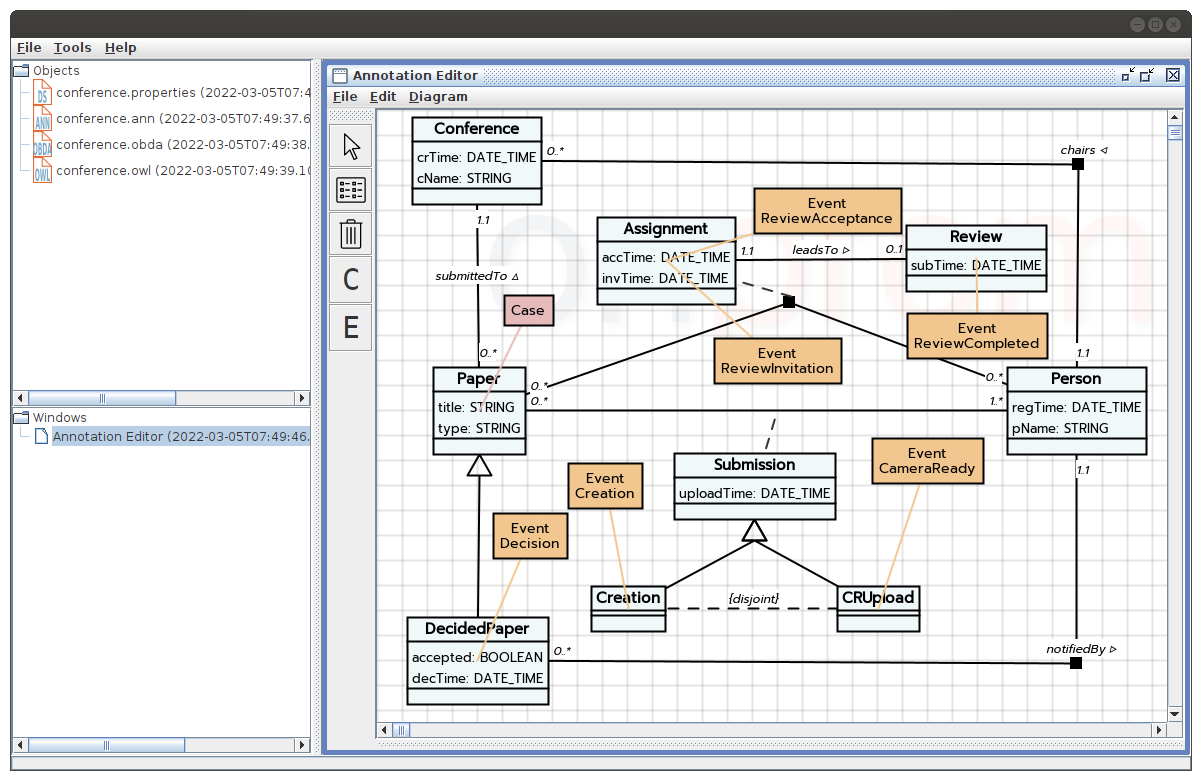 File Tools Help
Objects
conference.properties (2022-03-05T07:4
DS
conference.ann (2022-03-05T07:49:37.6
ANN
conference.obda (2022-03-05T07:49:38.
OBDA
conference.owl (2022-03-05T07:49:39.10
OWL
Windows
Annotation Editor (2022-03-05T07:49:46.
Annotation Editor
File Edit Diagram
C
E
Conference
crTime: DATE_TIME
cName: STRING
0..*
chairs ◁
1.1
submittedTo △
0..*
Event
ReviewAcceptance
Assignment
accTime: DATE_TIME
invTime: DATE_TIME
1.1
leadsTo ▷
0..1
Review
subTime: DATE_TIME
Case
Event
ReviewInvitation
Event
ReviewCompleted
1..1
Paper
title: STRING
type: STRING
0..*
0..*
0..*
1..*
Person
regTime: DATE_TIME
pName: STRING
1.1
Event
CameraReady
Submission
uploadTime: DATE_TIME
Event
Creation
Event
Decision
Creation
{disjoint}
CRUpload
DecidedPaper
accepted: BOOLEAN
decTime: DATE_TIME
0..*
notifiedBy ▷